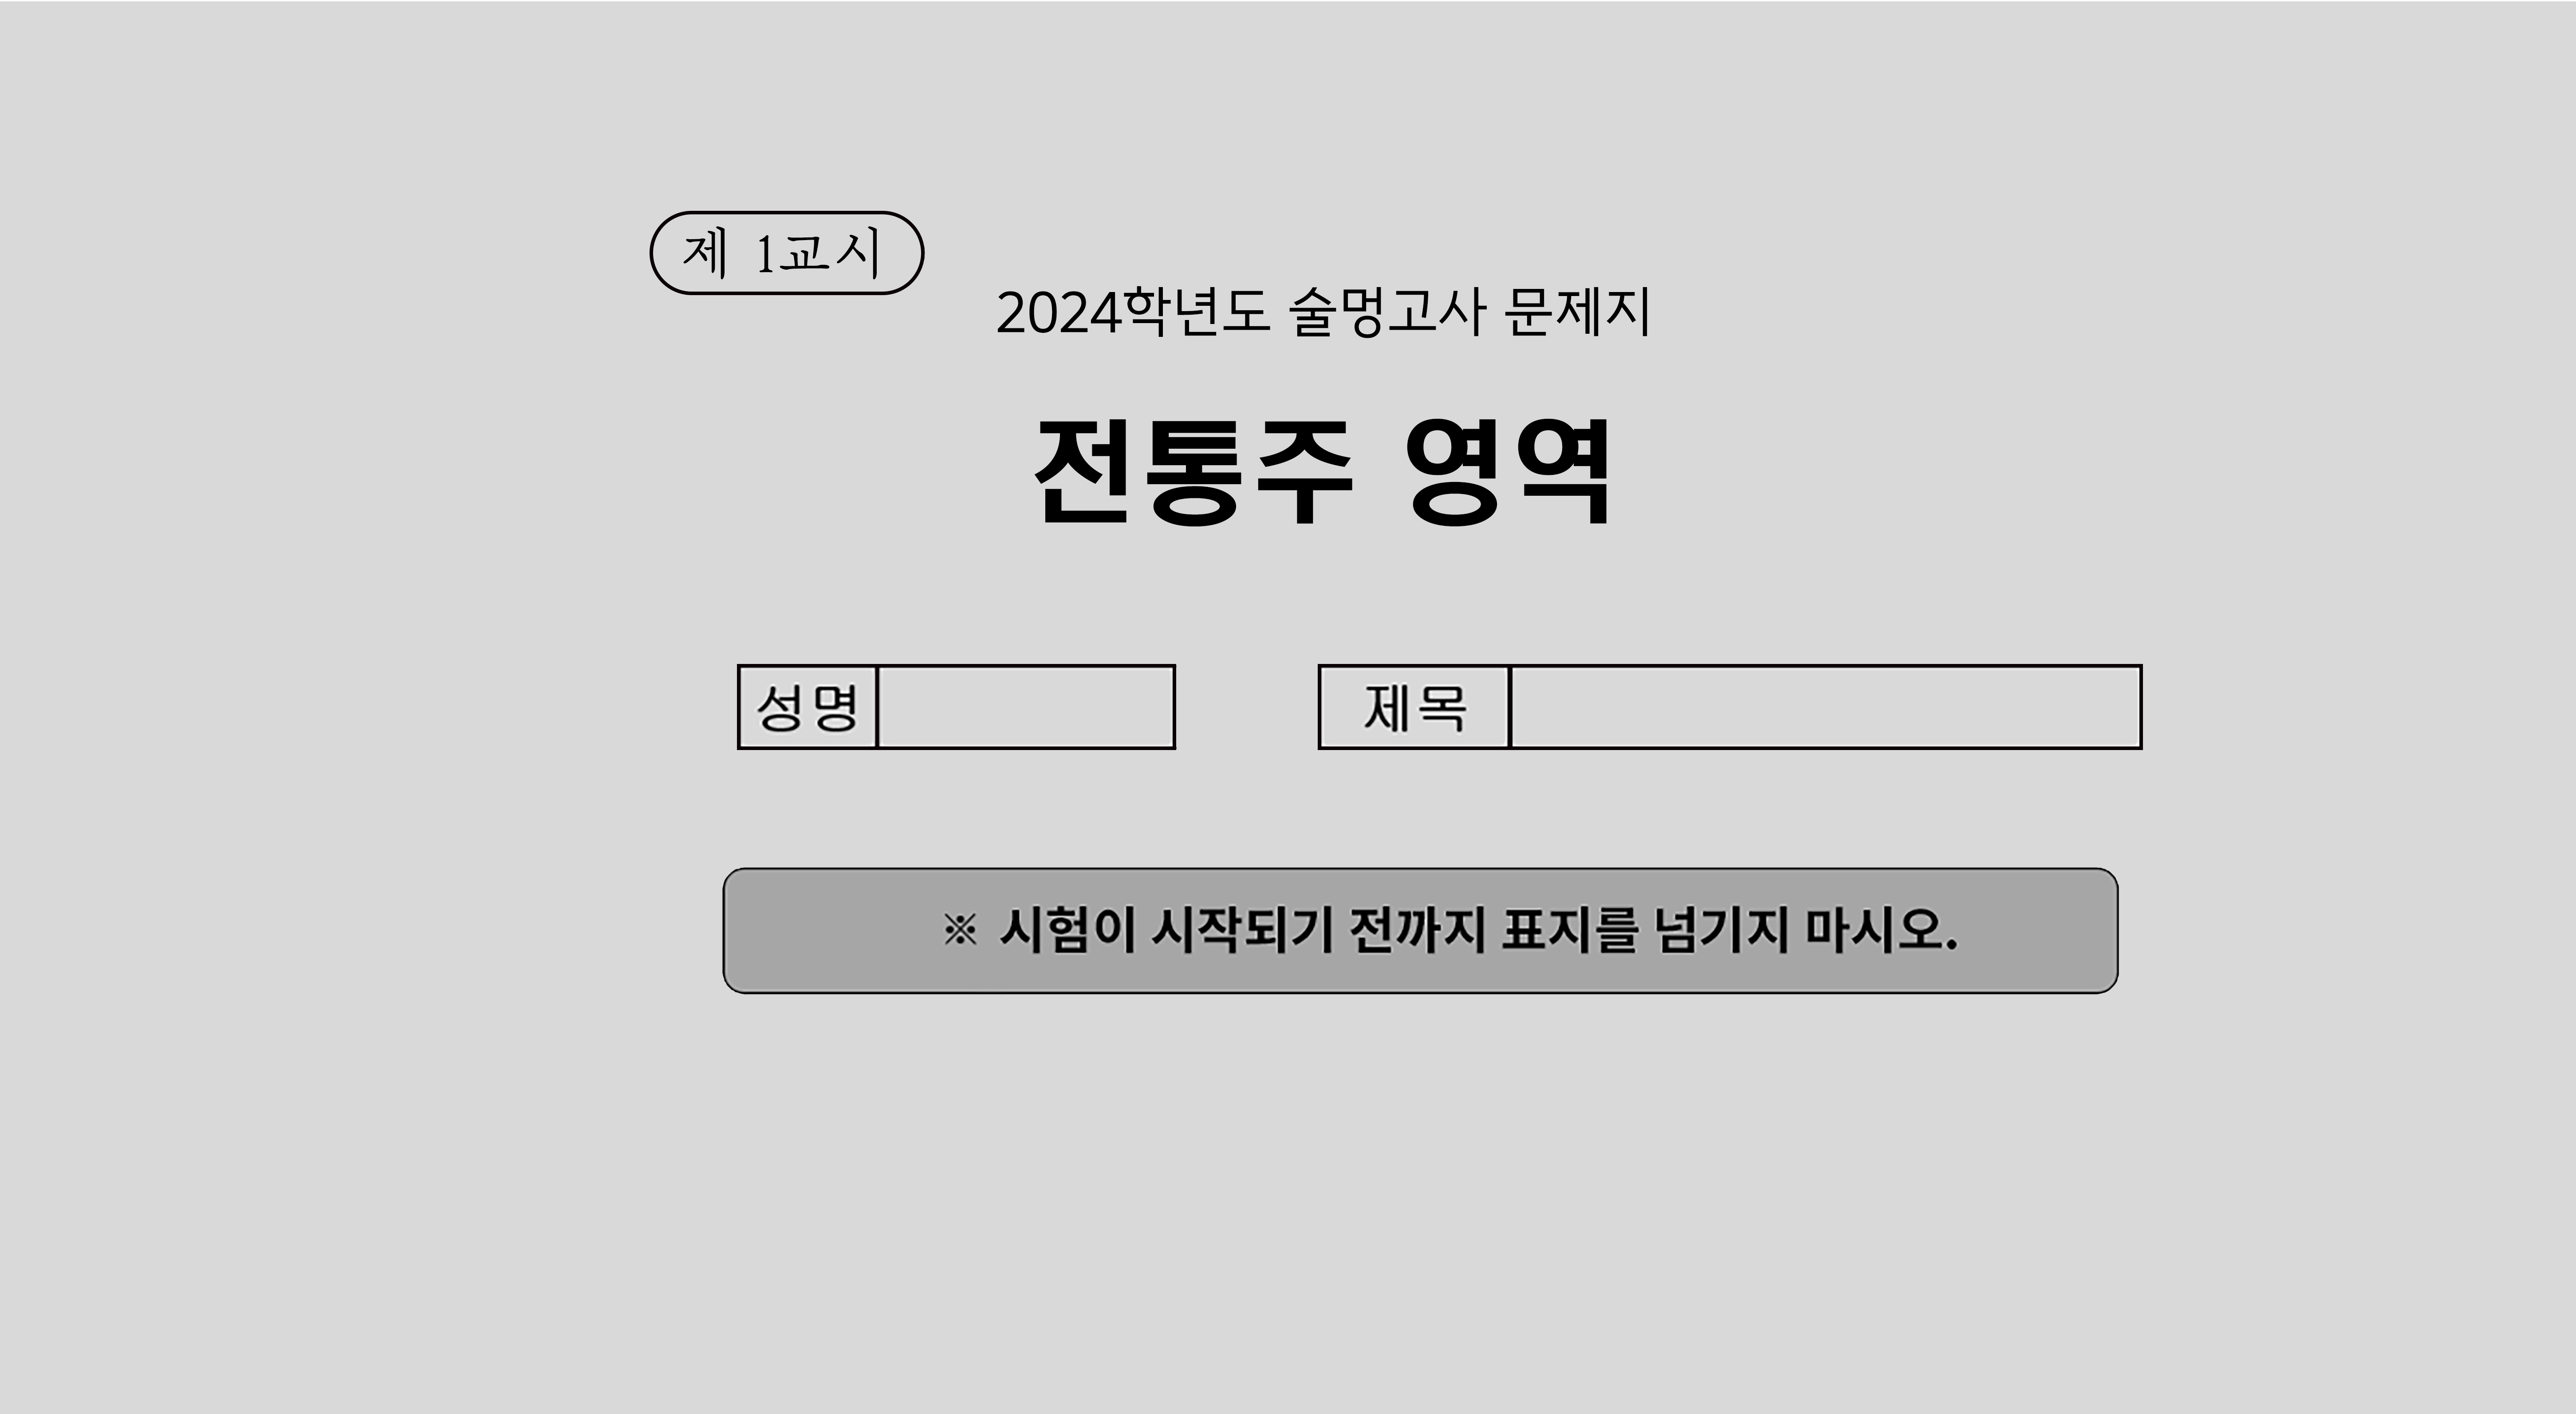 제 1교시
2024학년도 술멍고사 문제지
전통주 영역
성명
제목
※ 시험이 시작되기 전까지 표지를 넘기지 마시오.